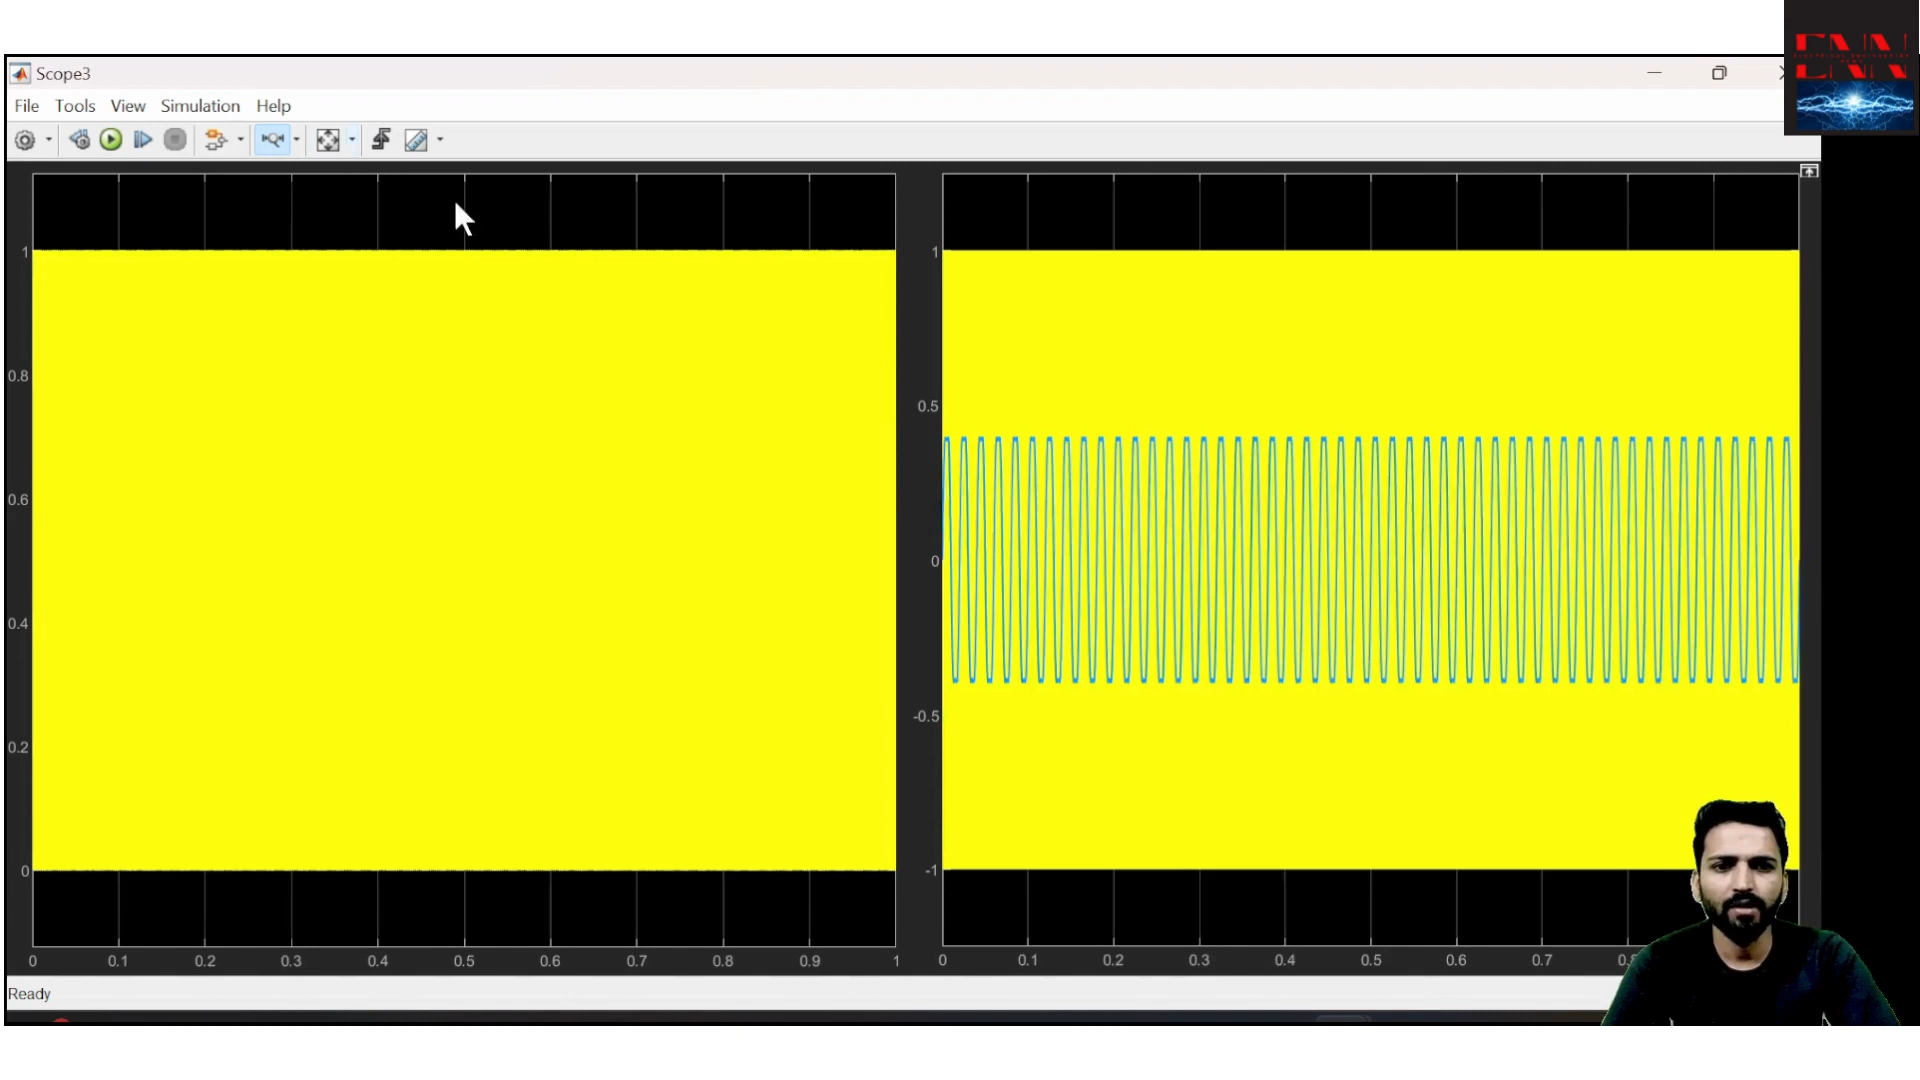 Scope3
File Tools View Simulation Help
1
0.8
0.6
0.4
0.2
0
0 0.1 0.2 0.3 0.4 0.5 0.6 0.7 0.8 0.9 1
1
0.5
0
-0.5
-1
0 0.1 0.2 0.3 0.4 0.5 0.6 0.7
Ready